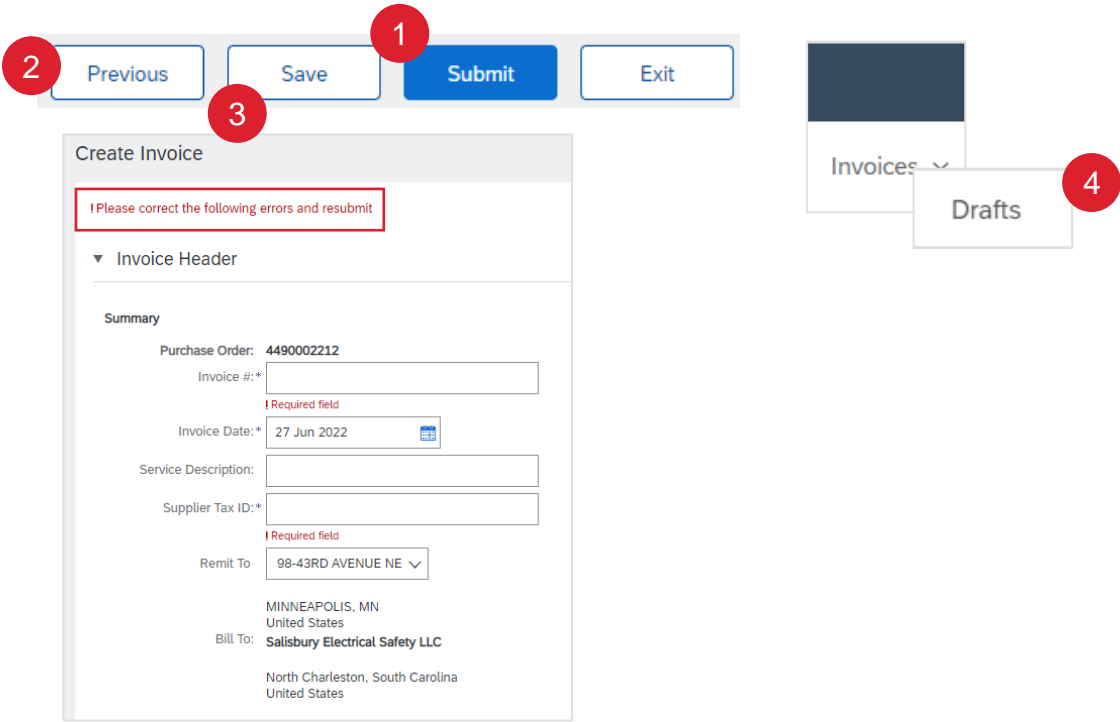 1
2 Previous Save Submit Exit
3
Create Invoice
! Please correct the following errors and resubmit
▼ Invoice Header
Summary
Purchase Order: 4490002212
Invoice #:*
! Required field
Invoice Date:* 27 Jun 2022
Service Description:
Supplier Tax ID:*
! Required field
Remit To 98-43RD AVENUE NE
MINNEAPOLIS, MN
United States
Bill To: Salisbury Electrical Safety LLC
North Charleston, South Carolina
United States
Invoices
4
Drafts